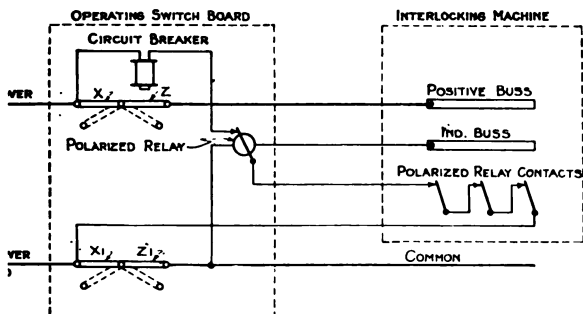 OPERATING SWITCH BOARD
INTERLOCKING MACHINE
CIRCUIT BREAKER
X
Z
POSITIVE BUSS
IND. BUSS
POLARIZED RELAY
POLARIZED RELAY CONTACTS
X1
Z1
COMMON